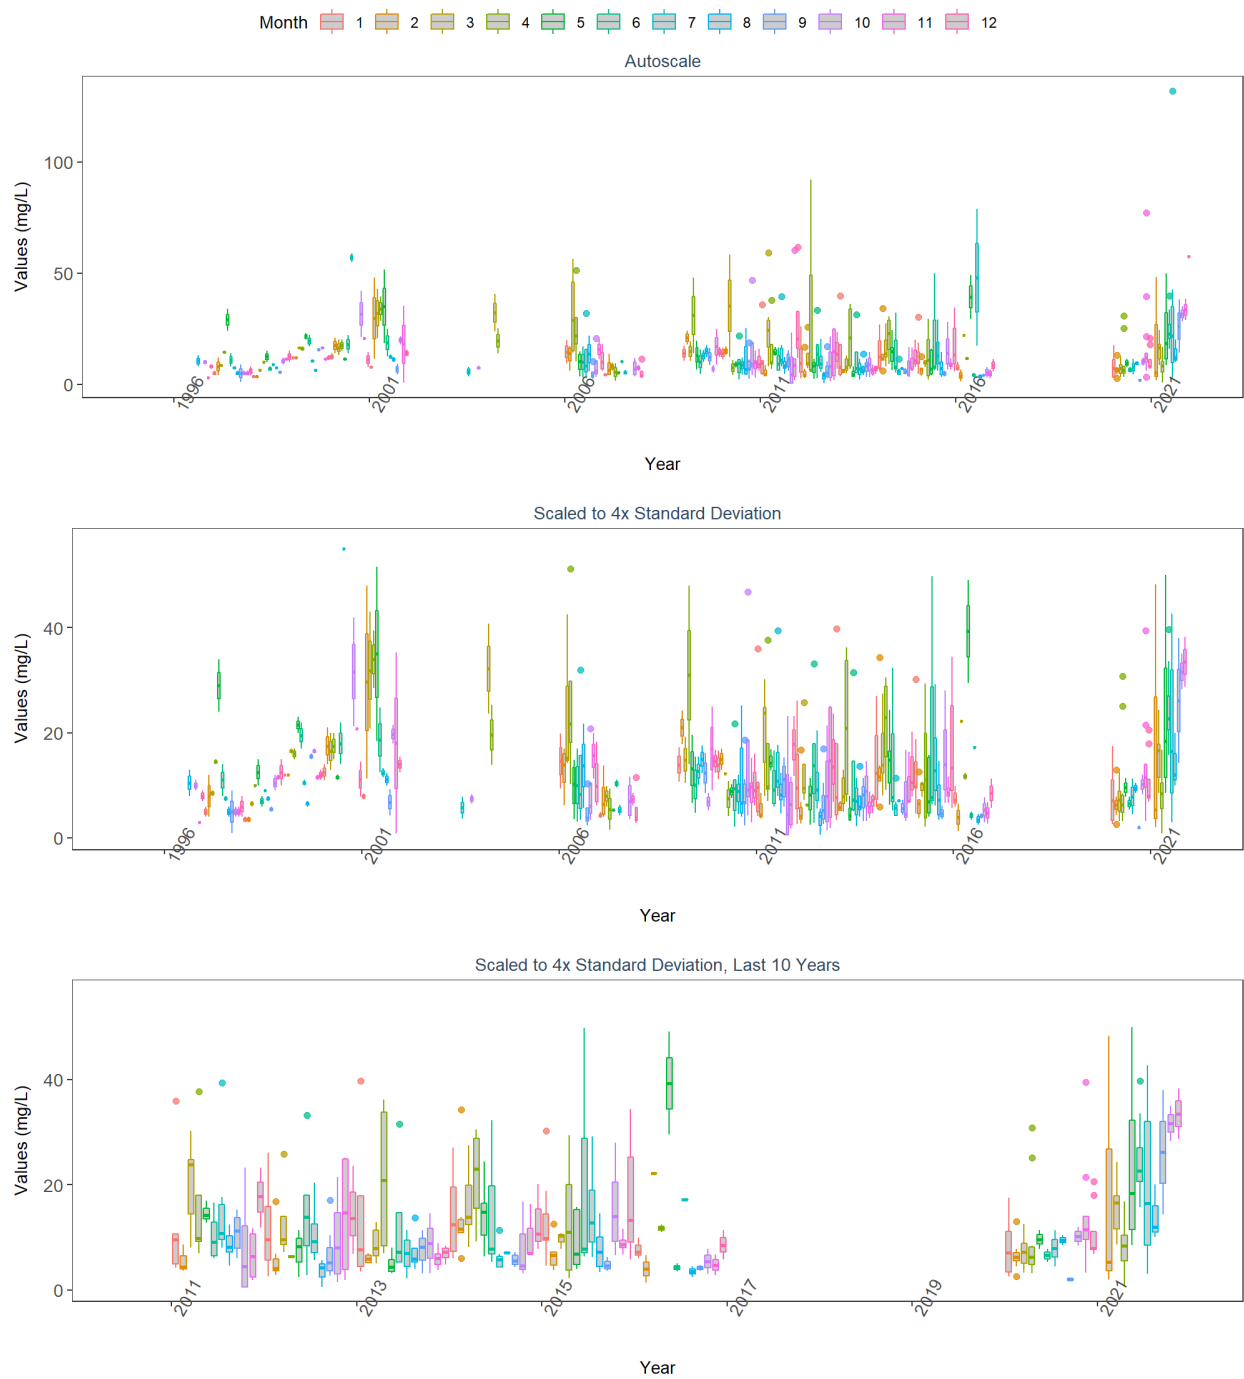 Month 1 2 3 4 5 6 7 8 9 10 11 12
Autoscale
Values (mg/L)
100
50
0
1996 2001 2006 2011 2016 2021
Year
Scaled to 4x Standard Deviation
Values (mg/L)
40
20
0
1996 2001 2006 2011 2016 2021
Year
Scaled to 4x Standard Deviation, Last 10 Years
Values (mg/L)
40
20
0
2011 2013 2015 2017 2019 2021
Year